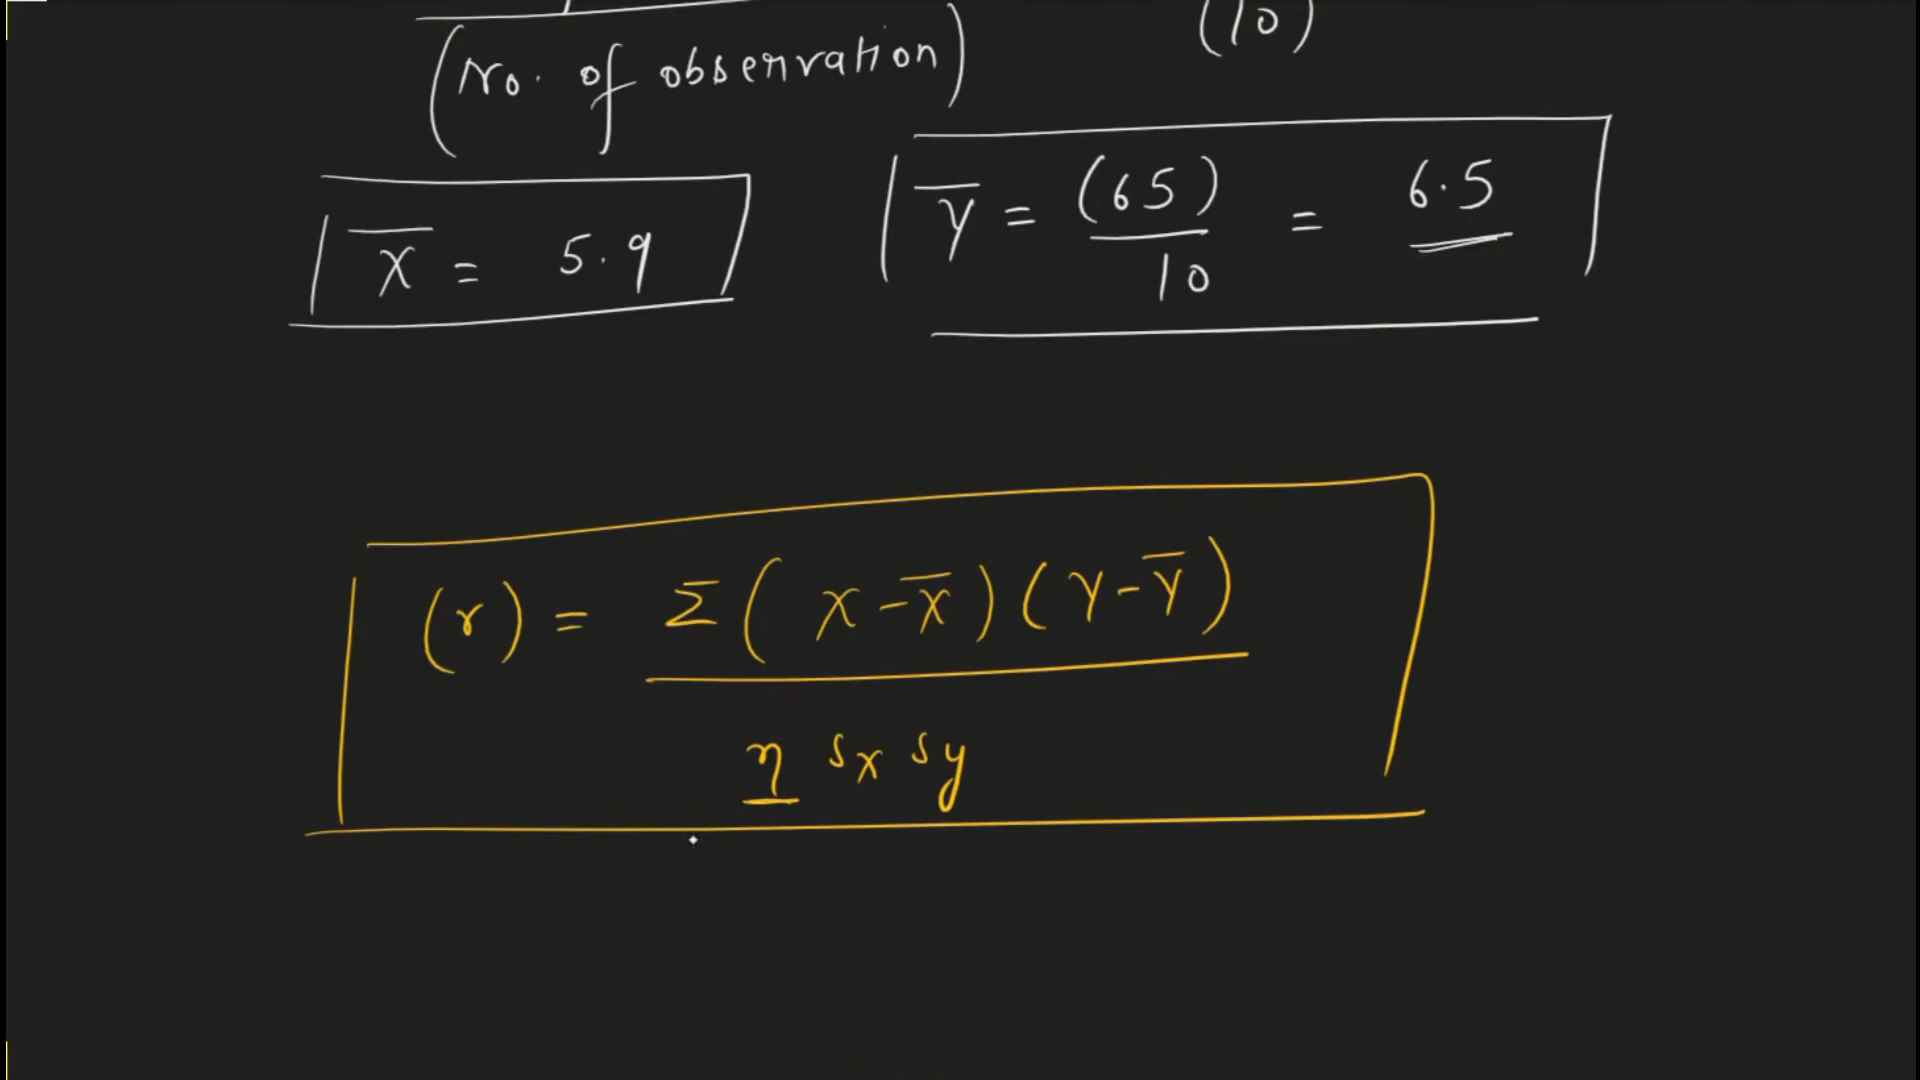 (No. of observation)
(10)
x̅ = 5.9
y̅ = (65) / 10 = 6.5
(r) = Σ(x-x̅)(y-y̅)
n sx sy